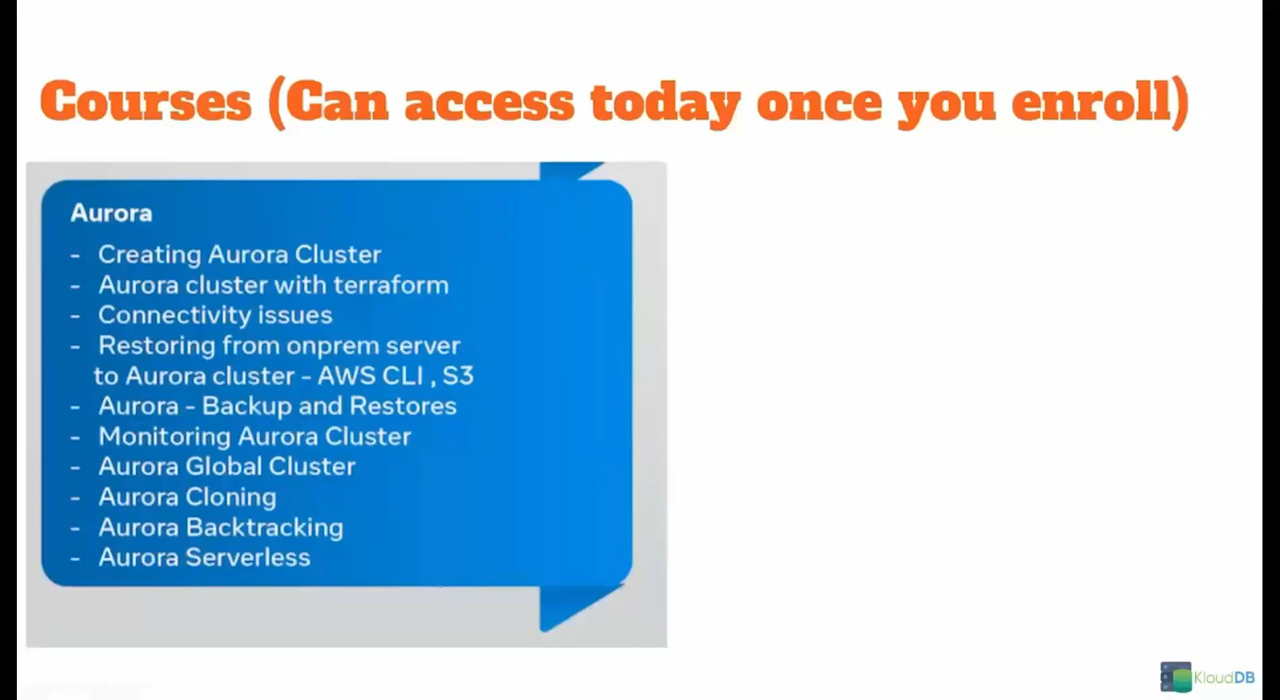 Courses (Can access today once you enroll)
Aurora
- Creating Aurora Cluster
- Aurora cluster with terraform
- Connectivity issues
- Restoring from onprem server
to Aurora cluster - AWS CLI , S3
- Aurora - Backup and Restores
- Monitoring Aurora Cluster
- Aurora Global Cluster
- Aurora Cloning
- Aurora Backtracking
- Aurora Serverless
KloudDB